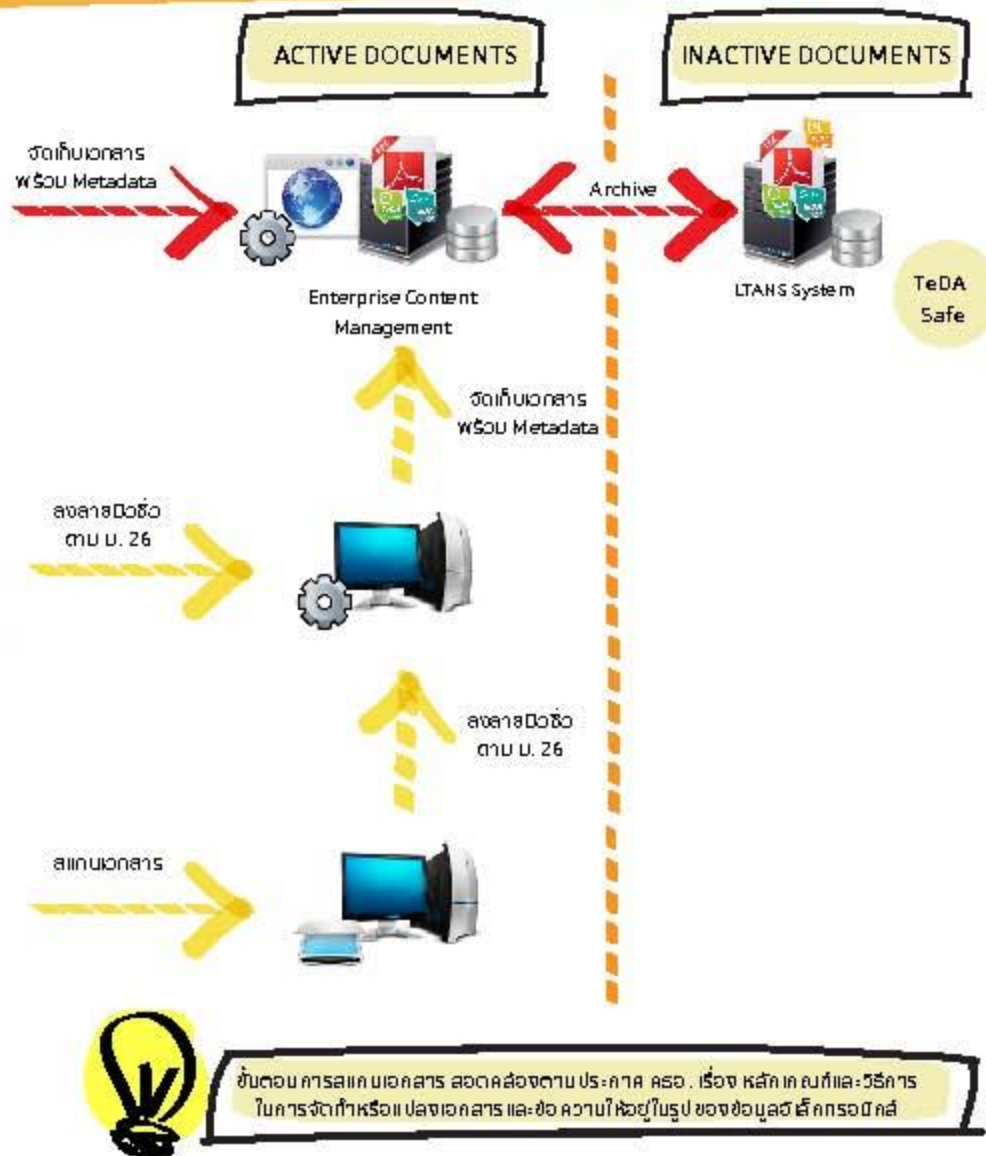 ACTIVE DOCUMENTS
INACTIVE DOCUMENTS
จัดเก็บเอกสาร
พร้อม Metadata
Archive
Enterprise Content
Management
LTANS System
TeDA
Safe
จัดเก็บเอกสาร
พร้อม Metadata
ลงลายมือชื่อ
ตาม ม. 26
ลงลายมือชื่อ
ตาม ม. 26
สแกนเอกสาร
ขั้นตอนการสแกนเอกสาร สอดคล้องตามประกาศ คธอ. เรื่อง หลักเกณฑ์และวิธีการ
ในการจัดทำหรือแปลงเอกสารและข้อความให้อยู่ในรูปของข้อมูลอิเล็กทรอนิกส์